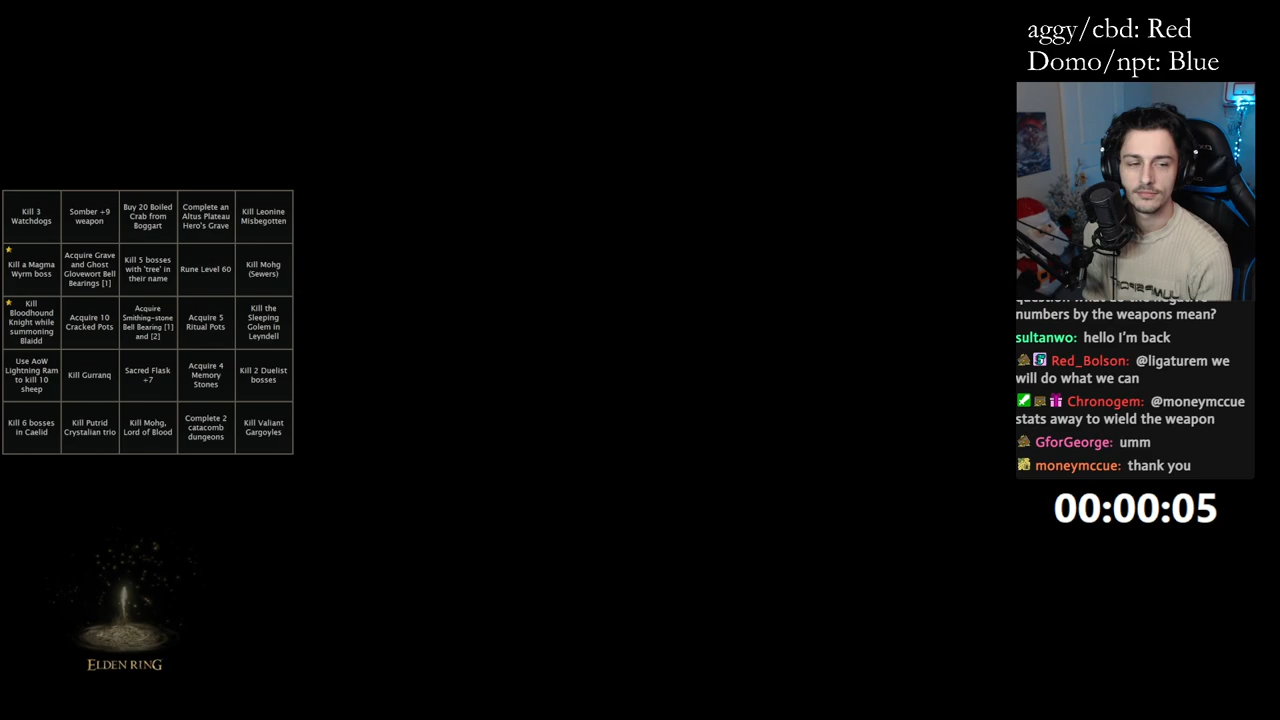 aggy/cbd: Red
Domo/npt: Blue
Kill 3
Watchdogs
Somber +9
weapon
Buy 20 Boiled
Crab from
Boggart
Complete an
Altus Plateau
Hero's Grave
Kill Leonine
Misbegotten
Kill a Magma
Wyrm boss
Acquire Grave
and Ghost
Glovewort Bell
Bearings [1]
Kill 5 bosses
with 'tree' in
their name
Rune Level 60
Kill Mohg
(Sewers)
Kill
Bloodhound
Knight while
summoning
Blaidd
Acquire 10
Cracked Pots
Acquire
Smithing-stone
Bell Bearing [1]
and [2]
Acquire 5
Ritual Pots
Kill the
Sleeping
Golem in
Leyndell
Use AoW
Lightning Ram
to kill 10
sheep
Kill Gurranq
Sacred Flask
+7
Acquire 4
Memory
Stones
Kill 2 Duelist
bosses
Kill 6 bosses
in Caelid
Kill Putrid
Crystalian trio
Kill Mohg,
Lord of Blood
Complete 2
catacomb
dungeons
Kill Valiant
Gargoyles
question what do the negative
numbers by the weapons mean?
sultanwo: hello I'm back
Red_Bolson: @ligaturem we
will do what we can
Chronogem: @moneymccue
stats away to wield the weapon
GforGeorge: umm
moneymccue: thank you
00:00:05
ELDEN RING